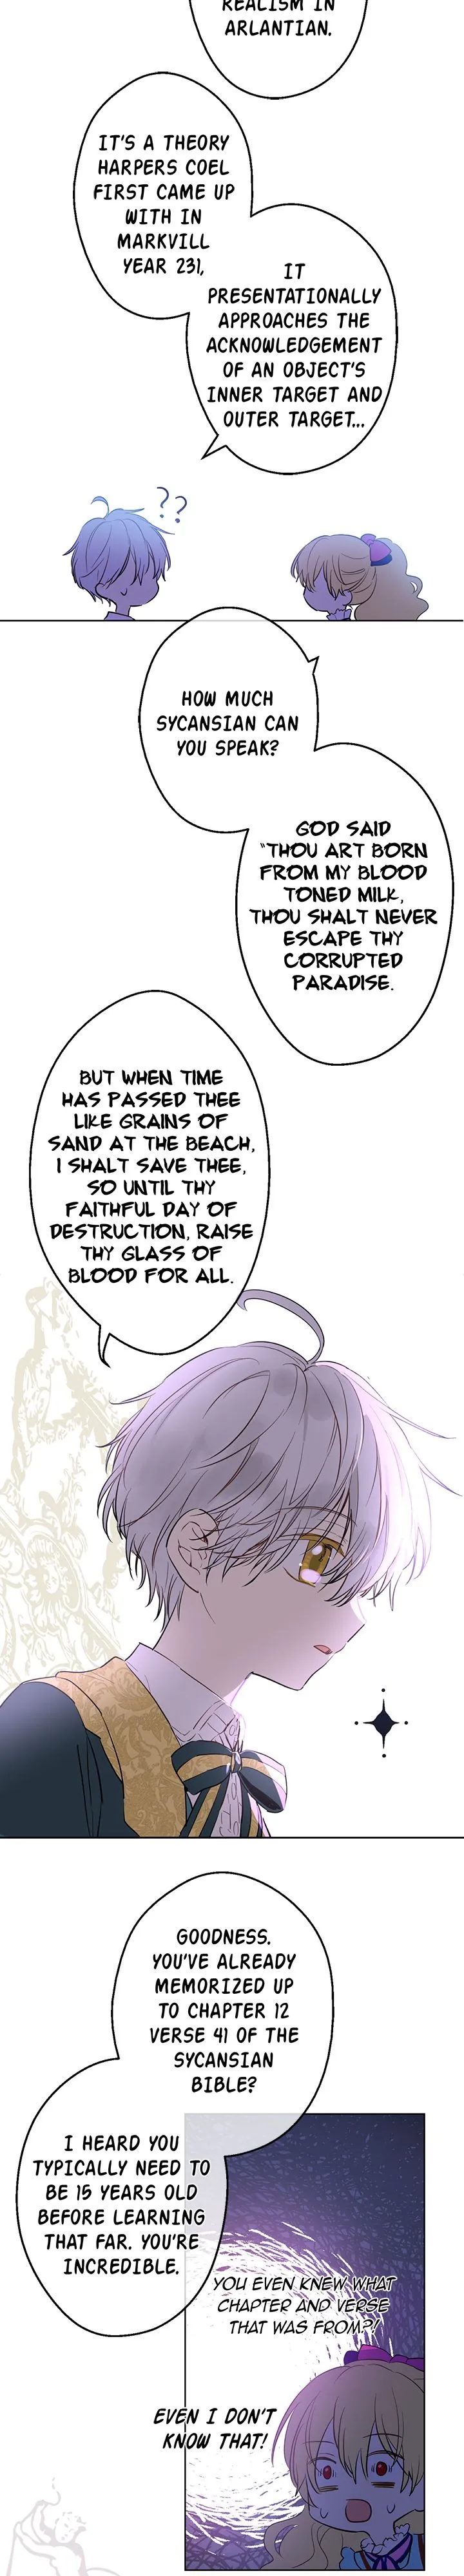 REALISM IN
ARLANTIAN.
IT'S A THEORY
HARPERS COEL
FIRST CAME UP
WITH IN
MARKVILL
YEAR 231,
IT
PRESENTATIONALLY
APPROACHES THE
ACKNOWLEDGEMENT
OF AN OBJECT'S
INNER TARGET AND
OUTER TARGET...
??
HOW MUCH
SYCANSIAN CAN
YOU SPEAK?
GOD SAID
"THOU ART BORN
FROM MY BLOOD
TONED MILK,
THOU SHALT NEVER
ESCAPE THY
CORRUPTED
PARADISE.
BUT WHEN TIME
HAS PASSED THEE
LIKE GRAINS OF
SAND AT THE BEACH,
I SHALT SAVE THEE,
SO UNTIL THY
FAITHFUL DAY OF
DESTRUCTION, RAISE
THY GLASS OF
BLOOD FOR ALL.
GOODNESS.
YOU'VE ALREADY
MEMORIZED UP
TO CHAPTER 12
VERSE 41 OF THE
SYCANSIAN
BIBLE?
I HEARD YOU
TYPICALLY NEED TO
BE 15 YEARS OLD
BEFORE LEARNING
THAT FAR. YOU'RE
INCREDIBLE.
YOU EVEN KNEW WHAT
CHAPTER AND VERSE
THAT WAS FROM?!
EVEN I DON'T
KNOW THAT!